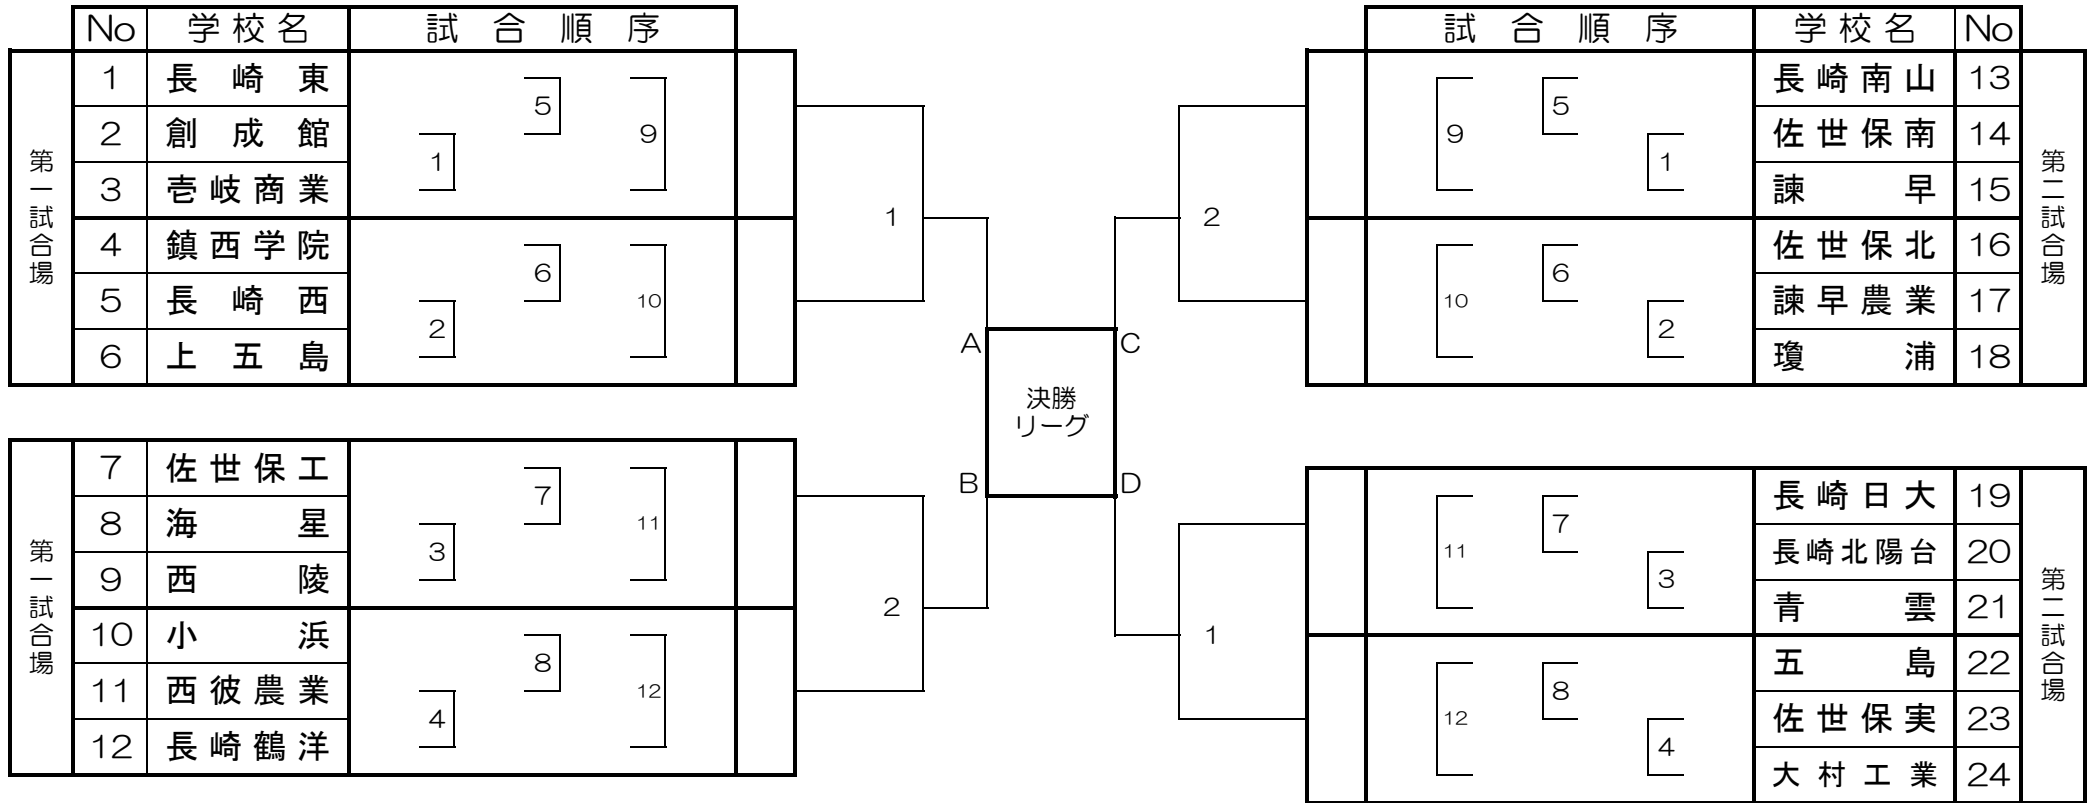 No 学校名 試合順序
第一試合場
1 長崎東
2 創成館
3 壱岐商業
4 鎮西学院
5 長崎西
6 上五島
5
1
9
6
2
10
1
第一試合場
7 佐世保工
8 海星
9 西陵
10 小浜
11 西彼農業
12 長崎鶴洋
7
3
11
8
4
12
2
A
B
C
D
決勝
リーグ
試合順序 学校名 No
第二試合場
長崎南山 13
佐世保南 14
諫早 15
佐世保北 16
諫早農業 17
瓊浦 18
9
5
1
10
6
2
2
第二試合場
長崎日大 19
長崎北陽台 20
青雲 21
五島 22
佐世保実 23
大村工業 24
11
7
3
12
8
4
1